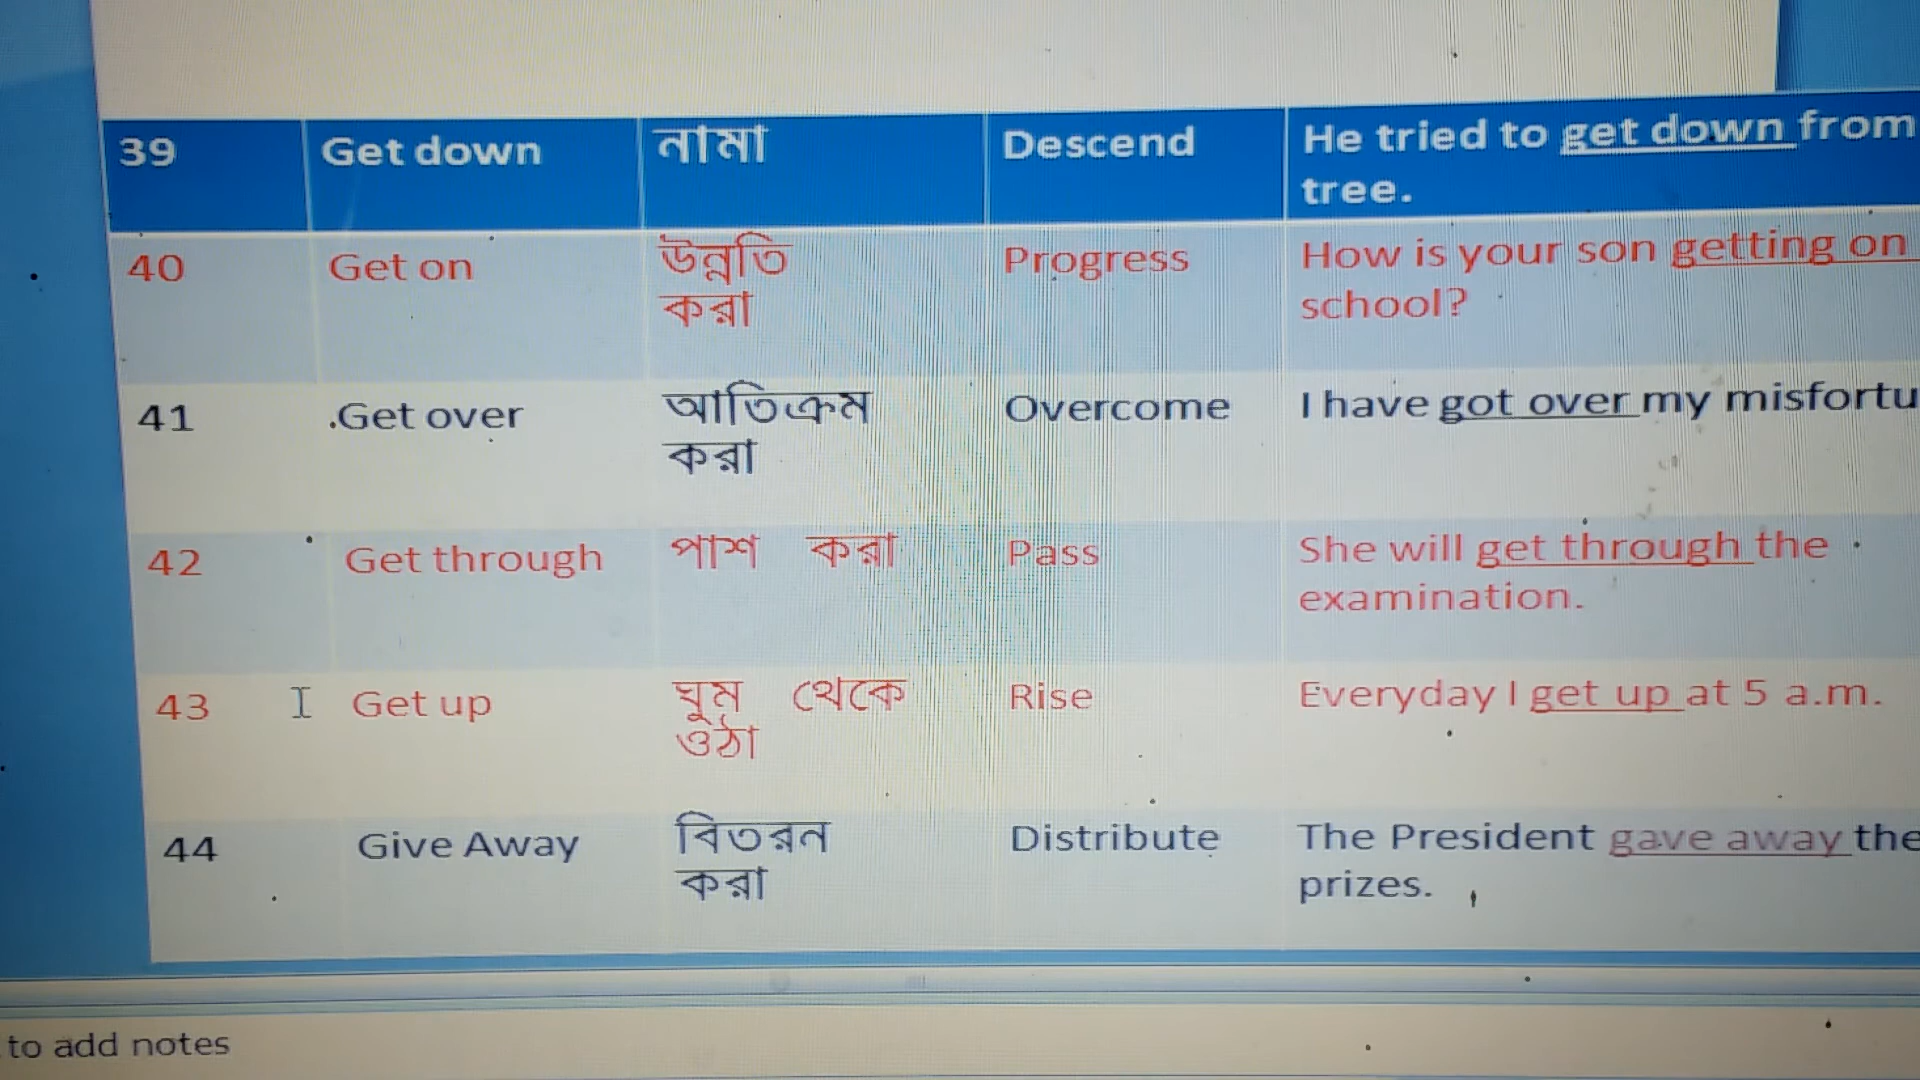 39 Get down নামা Descend He tried to get down from
tree.
40 Get on উন্নতি Progress How is your son getting on
করা school?
41 .Get over আতিক্রম Overcome I have got over my
করা
42 Get through পাশ করা Pass She will get through the
examination.
43 Get up ঘুম থেকে Rise Everyday I get up at 5 a.m.
ওঠা
44 Give Away বিতরন Distribute The President gave away the
করা prizes.
to add notes